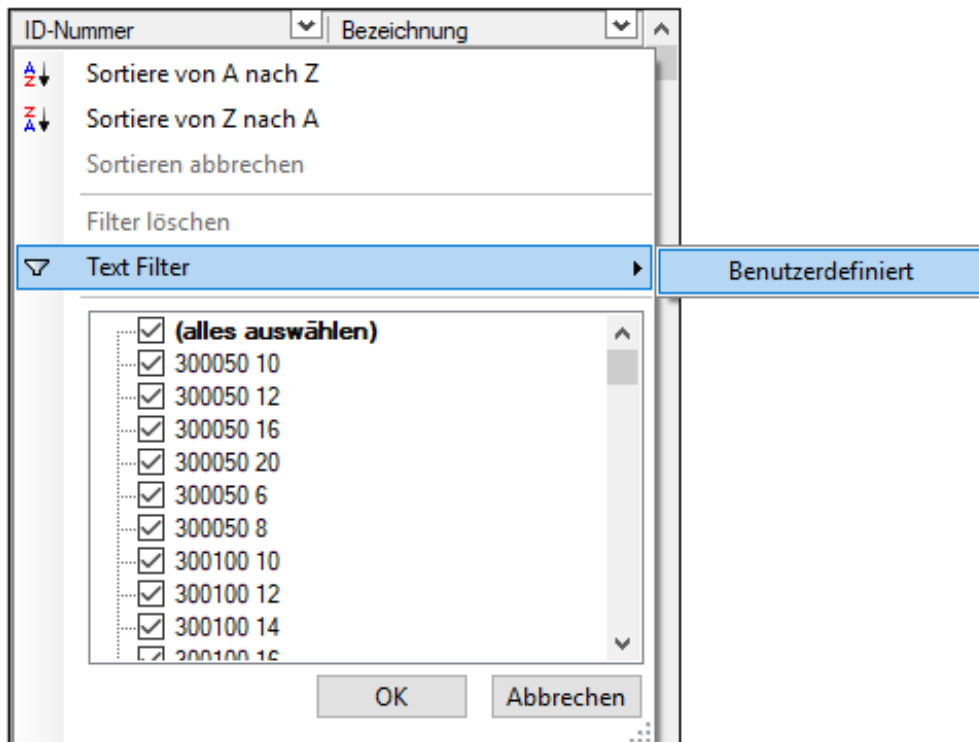 ID-Nummer Bezeichnung
Sortiere von A nach Z
Sortiere von Z nach A
Sortieren abbrechen
Filter löschen
Text Filter Benutzerdefiniert
(alles auswählen)
300050 10
300050 12
300050 16
300050 20
300050 6
300050 8
300100 10
300100 12
300100 14
300100 16
OK Abbrechen